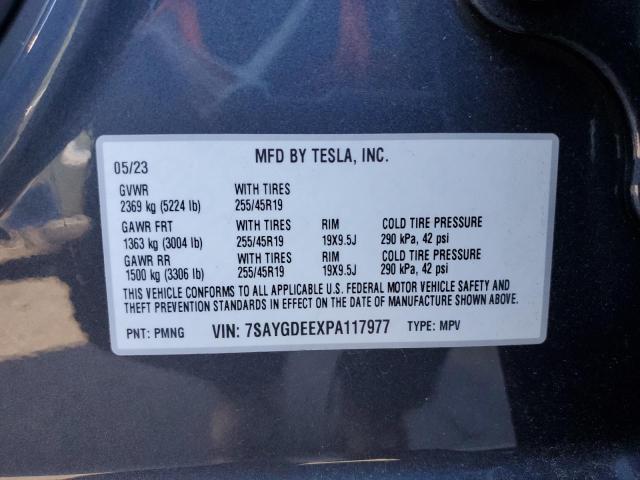 05/23 MFD BY TESLA, INC.
GVWR WITH TIRES
2369 kg (5224 lb) 255/45R19
GAWR FRT WITH TIRES RIM COLD TIRE PRESSURE
1363 kg (3004 lb) 255/45R19 19X9.5J 290 kPa, 42 psi
GAWR RR WITH TIRES RIM COLD TIRE PRESSURE
1500 kg (3306 lb) 255/45R19 19X9.5J 290 kPa, 42 psi
THIS VEHICLE CONFORMS TO ALL APPLICABLE U.S. FEDERAL MOTOR VEHICLE SAFETY AND
THEFT PREVENTION STANDARDS IN EFFECT ON THE DATE OF MANUFACTURE SHOWN ABOVE.
PNT: PMNG VIN: 7SAYGDEEXPA117977 TYPE: MPV